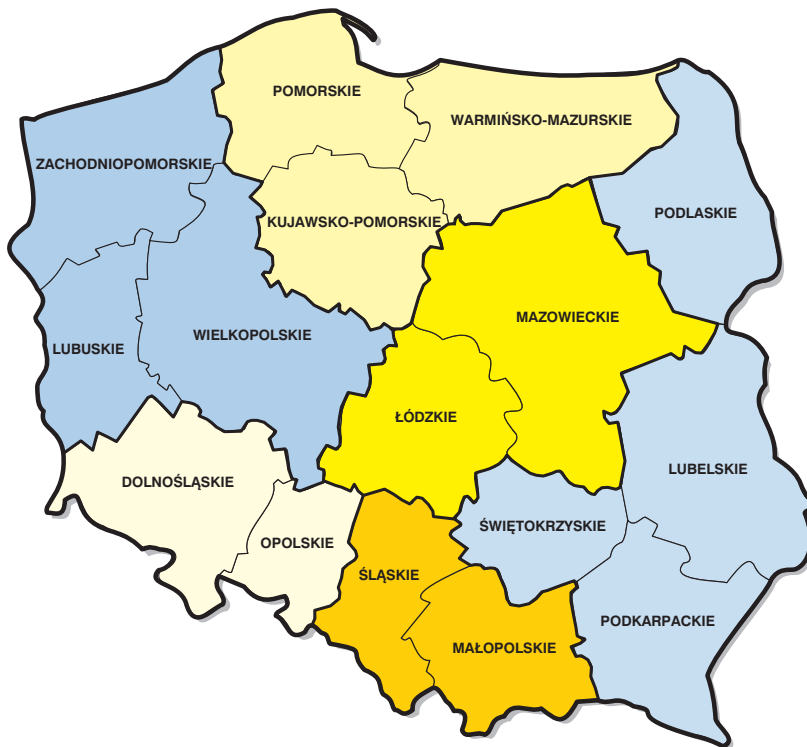 POMORSKIE
WARMIŃSKO-MAZURSKIE
ZACHODNIOPOMORSKIE
KUJAWSKO-POMORSKIE
PODLASKIE
MAZOWIECKIE
LUBUSKIE
WIELKOPOLSKIE
ŁÓDZKIE
LUBELSKIE
DOLNOŚLĄSKIE
ŚWIĘTOKRZYSKIE
OPOLSKIE
ŚLĄSKIE
PODKARPACKIE
MAŁOPOLSKIE